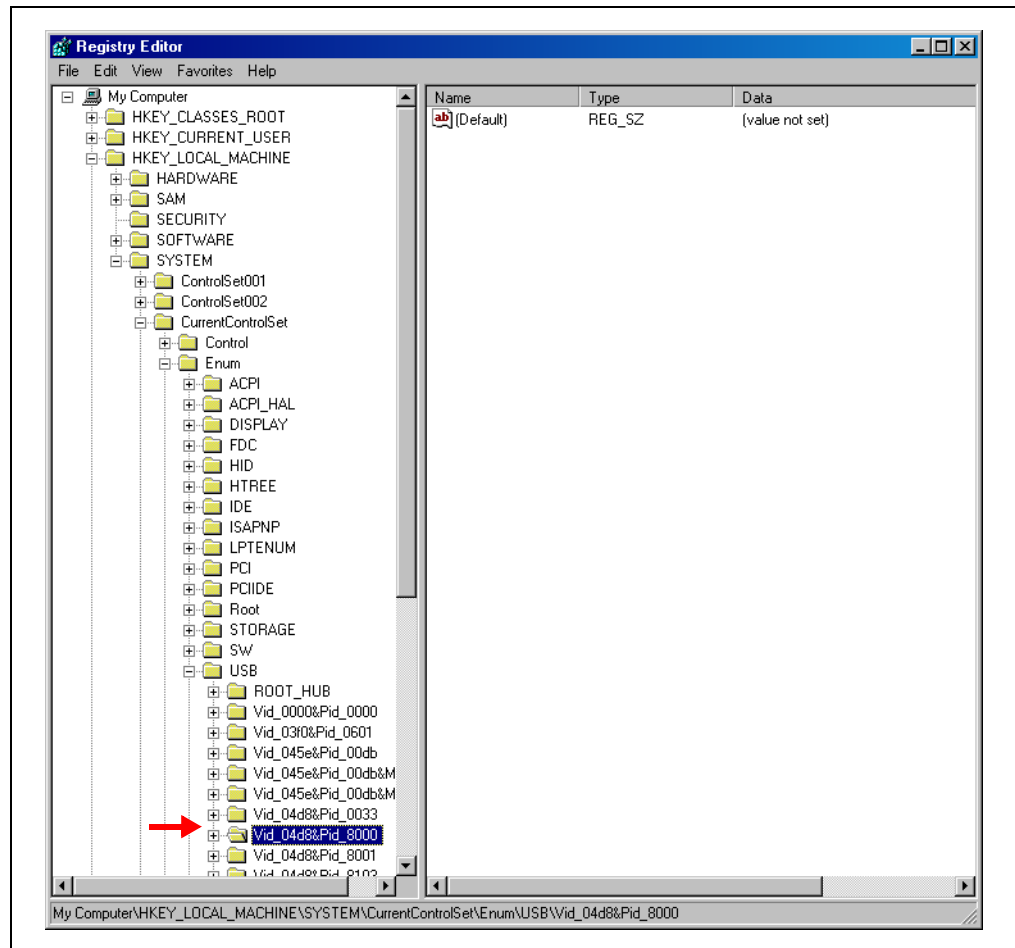 Registry Editor
File Edit View Favorites Help
My Computer
HKEY_CLASSES_ROOT
HKEY_CURRENT_USER
HKEY_LOCAL_MACHINE
HARDWARE
SAM
SECURITY
SOFTWARE
SYSTEM
ControlSet001
ControlSet002
CurrentControlSet
Control
Enum
ACPI
ACPI_HAL
DISPLAY
FDC
HID
HTREE
IDE
ISAPNP
LPTENUM
PCI
PCIIDE
Root
STORAGE
SW
USB
ROOT_HUB
Vid_0000&Pid_0000
Vid_03f0&Pid_0601
Vid_045e&Pid_00db
Vid_045e&Pid_00db&M
Vid_045e&Pid_00db&M
Vid_04d8&Pid_0033
Vid_04d8&Pid_8000
Vid_04d8&Pid_8001
Name Type Data
ab (Default) REG_SZ (value not set)
My Computer\HKEY_LOCAL_MACHINE\SYSTEM\CurrentControlSet\Enum\USB\Vid_04d8&Pid_8000